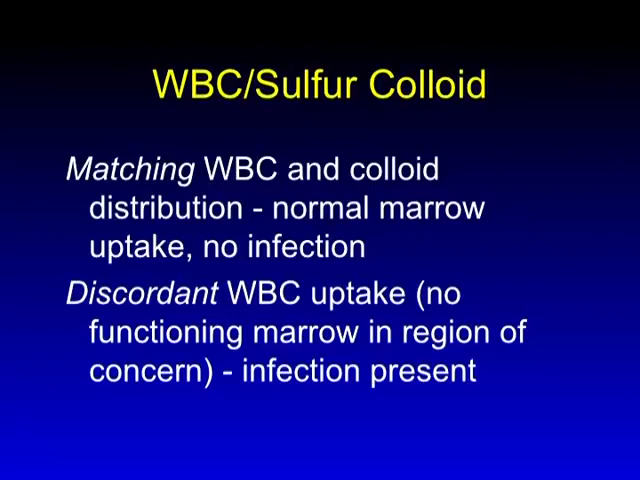 WBC/Sulfur Colloid
Matching WBC and colloid
distribution - normal marrow
uptake, no infection
Discordant WBC uptake (no
functioning marrow in region of
concern) - infection present